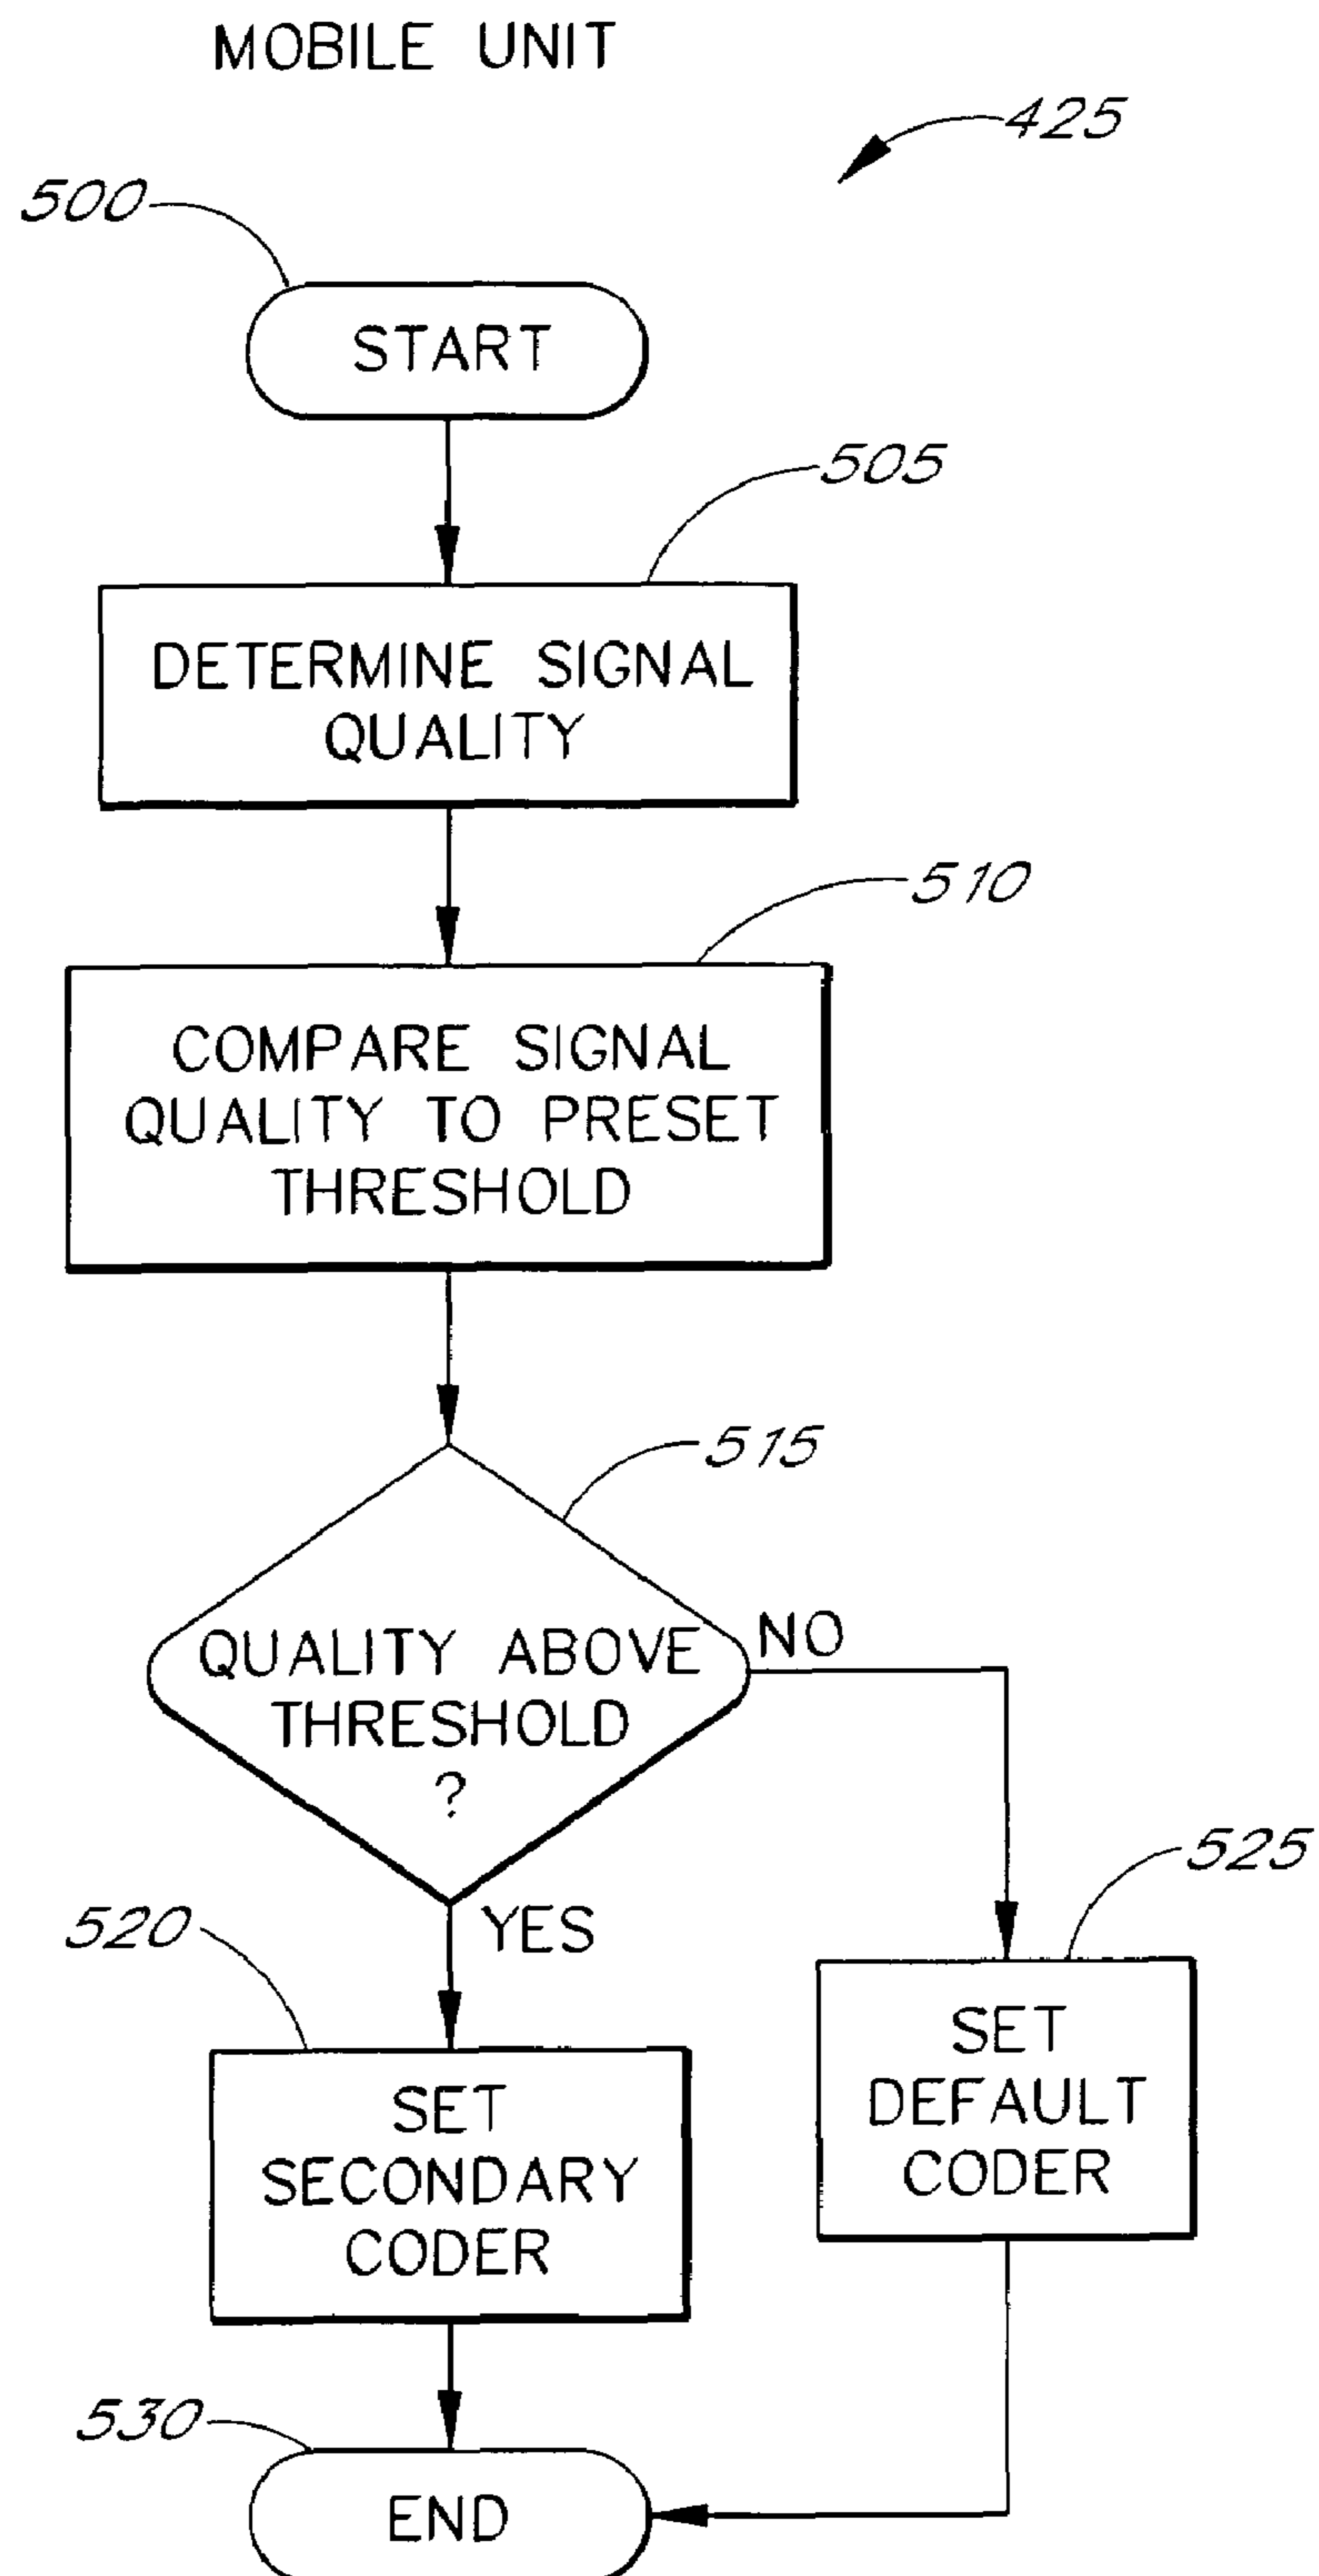 MOBILE UNIT
425
500
START
505
DETERMINE SIGNAL
QUALITY
510
COMPARE SIGNAL
QUALITY TO PRESET
THRESHOLD
515
QUALITY ABOVE
THRESHOLD
?
NO
YES
520
525
SET
SECONDARY
CODER
SET
DEFAULT
CODER
530
END